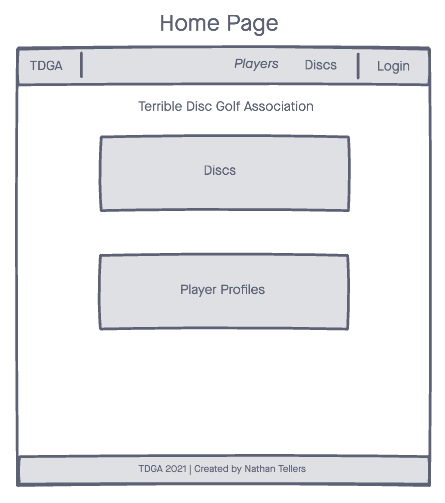 Home Page
TDGA Players Discs Login
Terrible Disc Golf Association
Discs
Player Profiles
TDGA 2021 | Created by Nathan Tellers